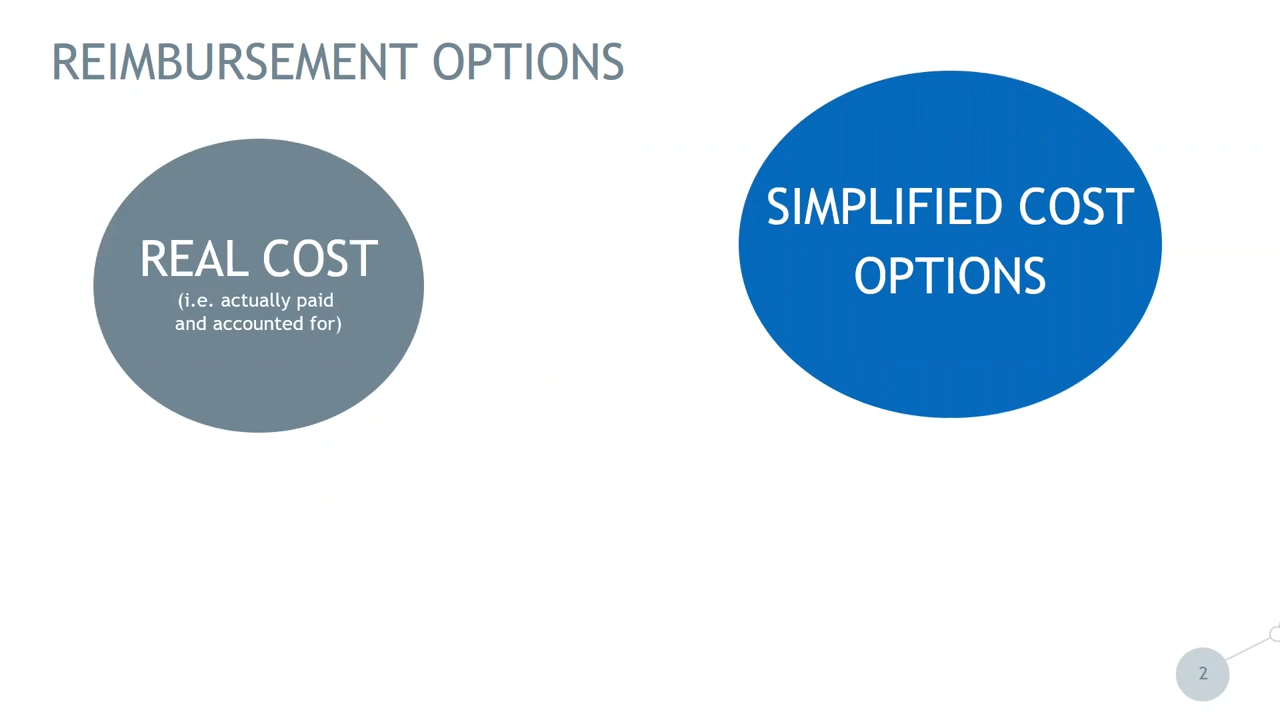 REIMBURSEMENT OPTIONS
REAL COST
(i.e. actually paid
and accounted for)
SIMPLIFIED COST
OPTIONS
2